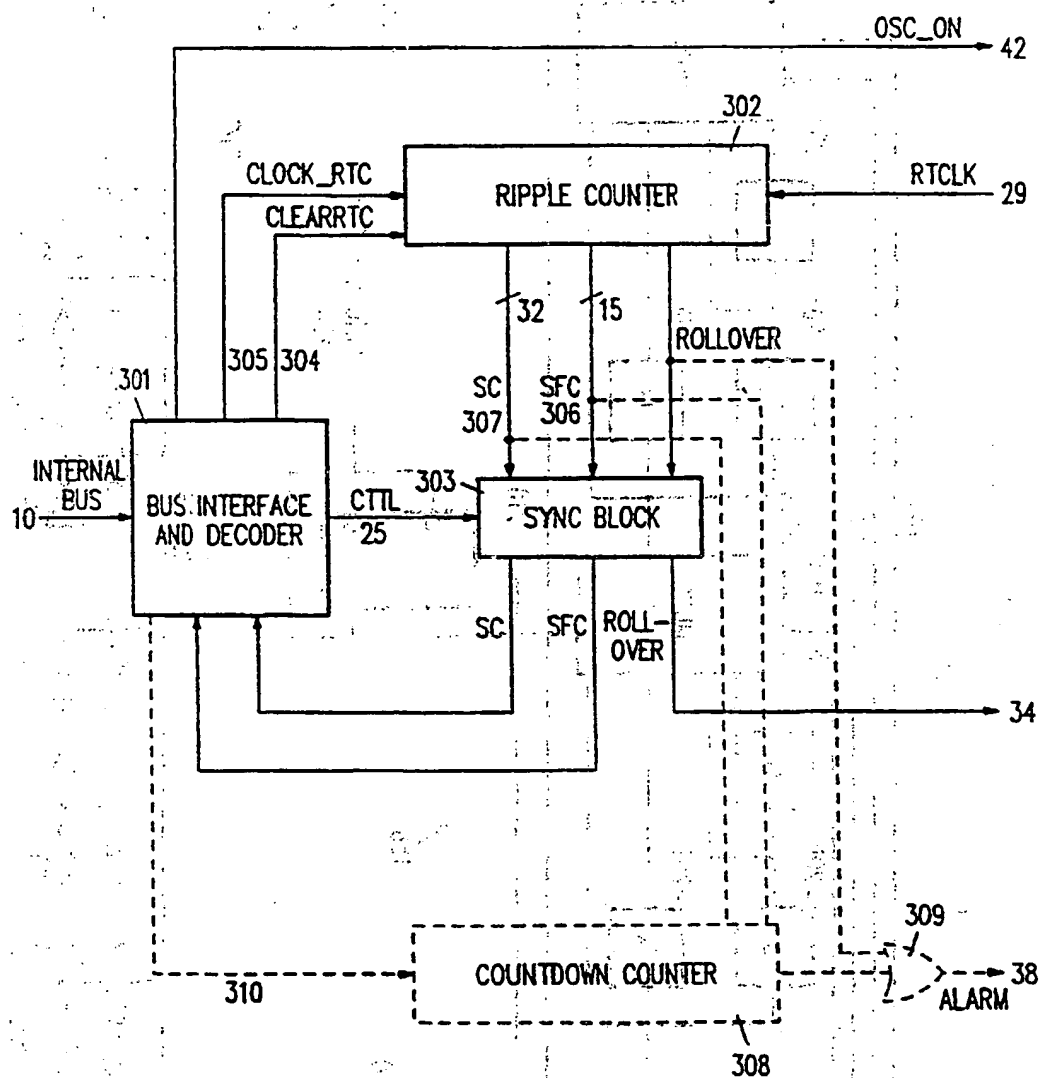 OSC_ON
42
302
CLOCK_RTC
RIPPLE COUNTER
RTCLK
29
CLEARRTC
32
15
ROLLOVER
305
304
301
SC
307
SFC
306
INTERNAL
BUS
10
BUS INTERFACE
AND DECODER
CTTL
25
303
SYNC BLOCK
SC
SFC
ROLL-
OVER
34
309
310
COUNTDOWN COUNTER
38
ALARM
308